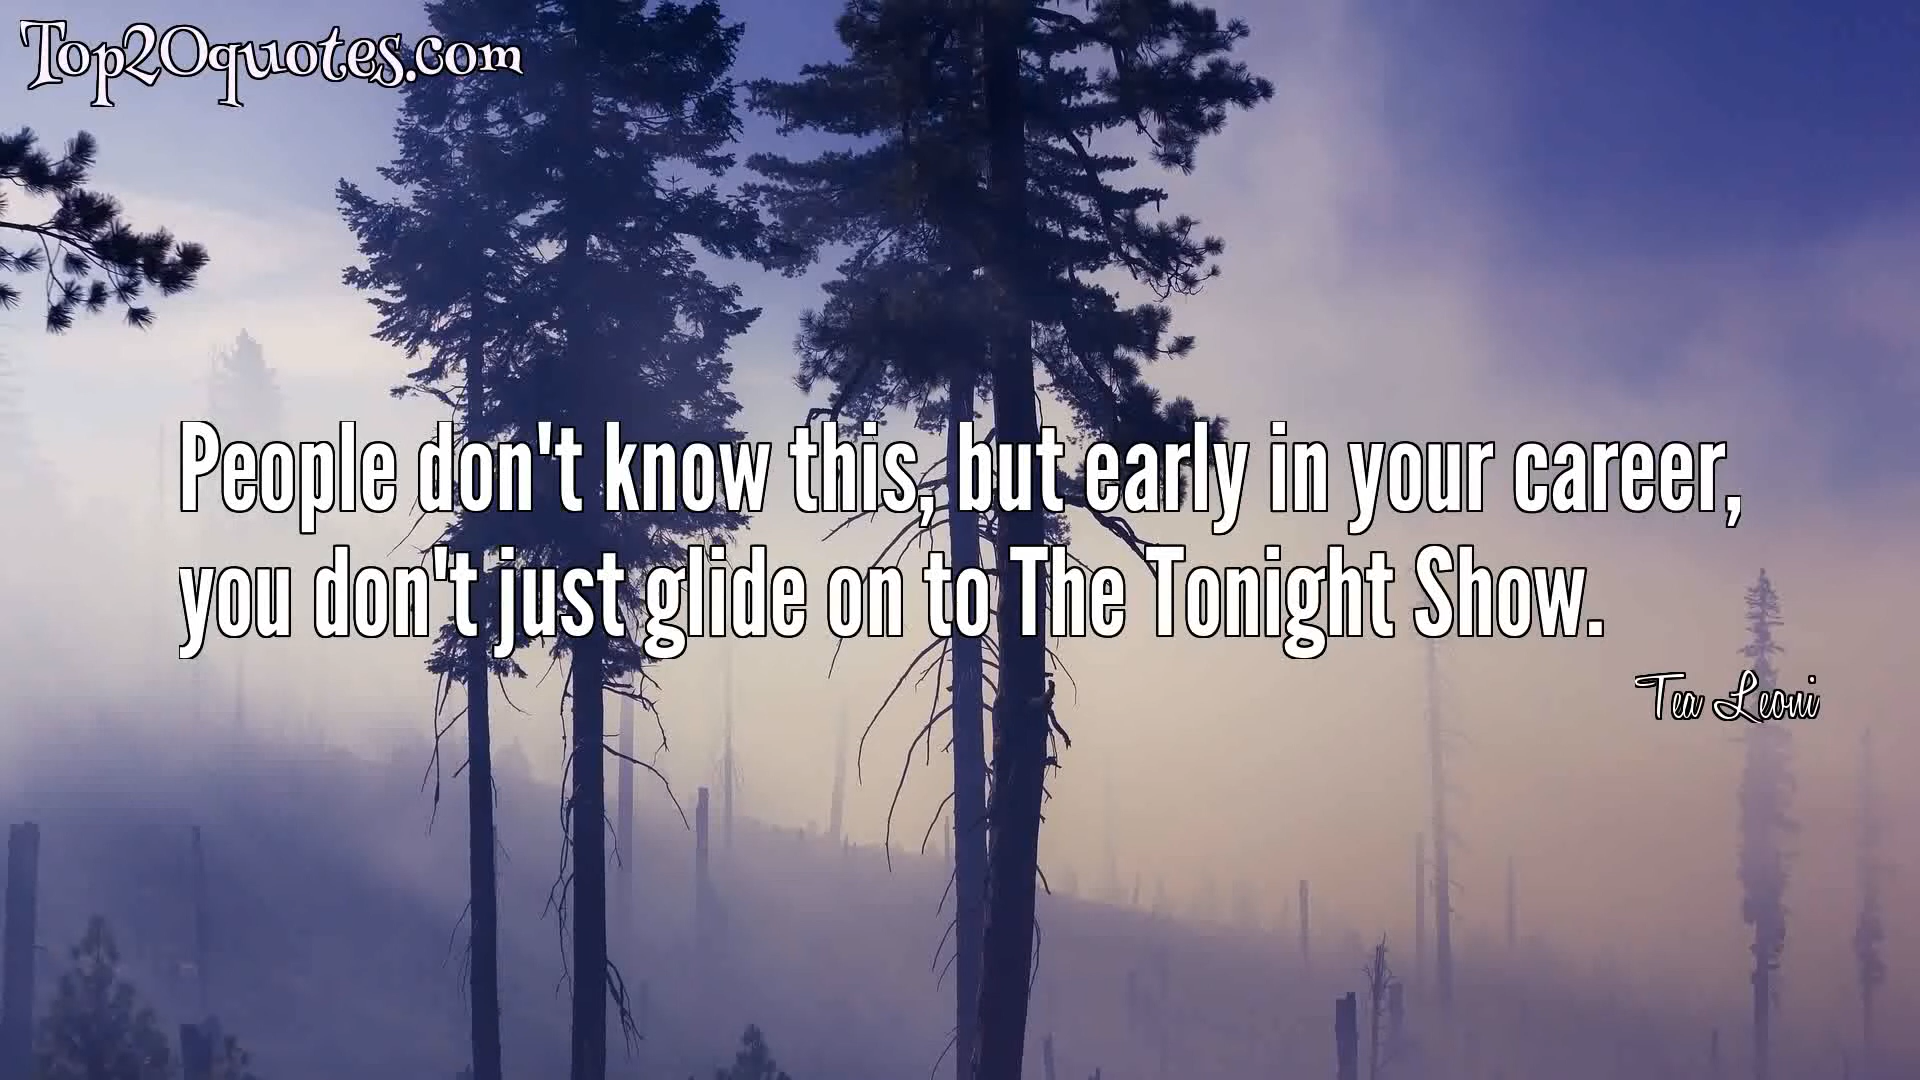 Top20quotes.com
People don't know this, but early in your career,
you don't just glide on to The Tonight Show.
Tea Leoni